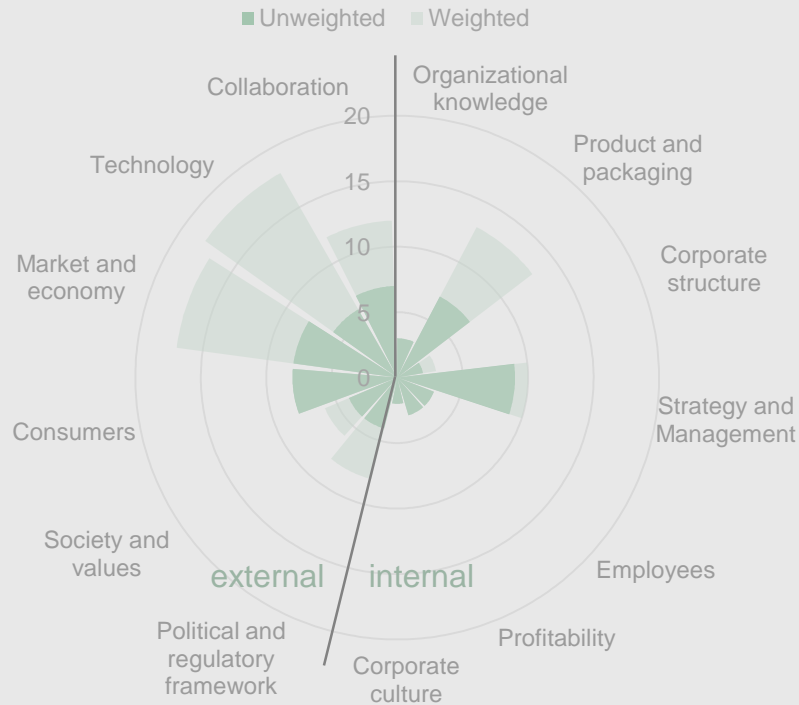 Unweighted Weighted
Collaboration
Organizational
knowledge
20
Product and
packaging
Technology
15
Corporate
structure
10
Market and
economy
5
0
Strategy and
Management
Consumers
Society and
values
external
internal
Employees
Political and
regulatory
framework
Profitability
Corporate
culture